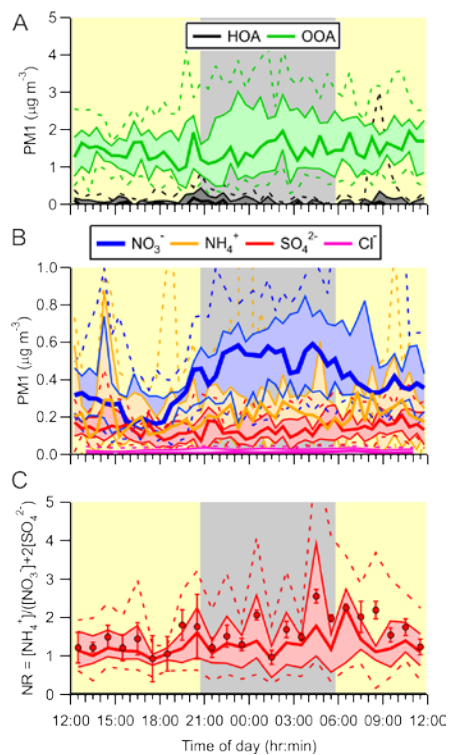 A
HOA OOA
5
4
3
2
1
0
PM1 (µg m⁻³)
B
NO₃⁻ NH₄⁺ SO₄²⁻ Cl⁻
1.0
0.8
0.6
0.4
0.2
0.0
PM1 (µg m⁻³)
C
5
4
3
2
1
0
NR = [NH₄⁺]/([NO₃⁻]+2[SO₄²⁻)
12:00 15:00 18:00 21:00 00:00 03:00 09:00 12:00
Time of day (hr:min)